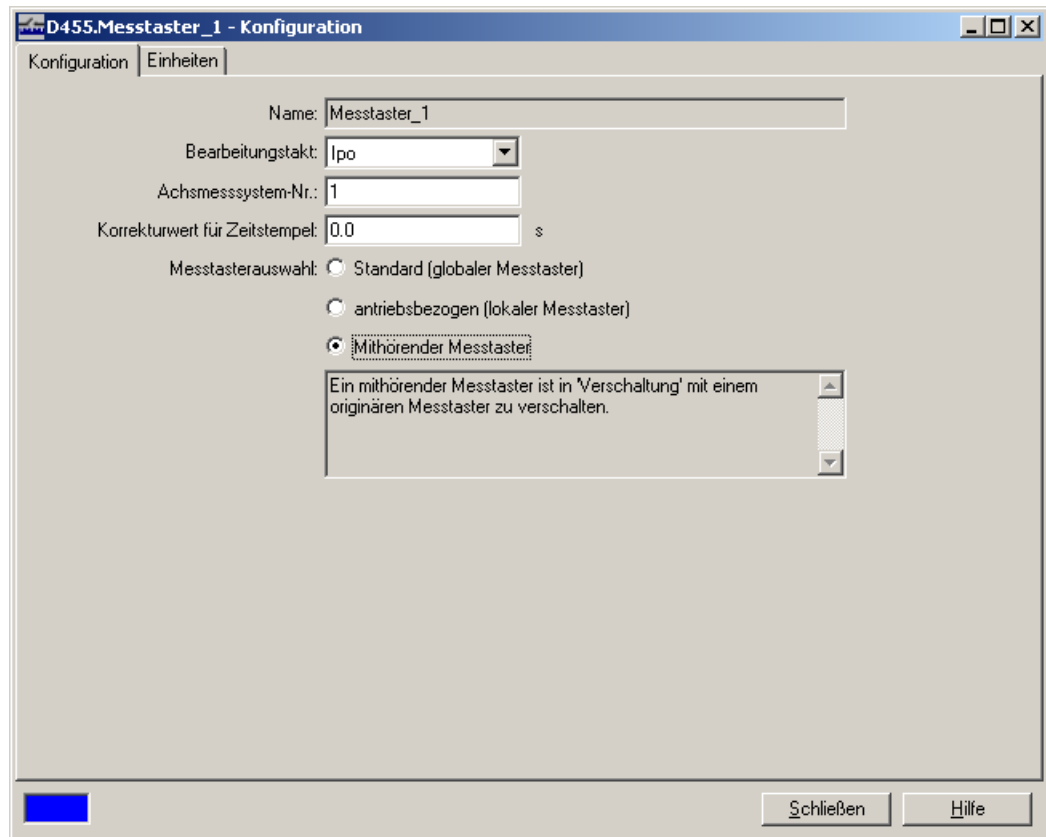 D455.Messtaster_1 - Konfiguration
Konfiguration Einheiten
Name: Messtaster_1
Bearbeitungstakt: Ipo
Achsmesssystem-Nr.: 1
Korrekturwert für Zeitstempel: 0.0 s
Messtasterauswahl: Standard (globaler Messtaster)
antriebsbezogen (lokaler Messtaster)
Mithörender Messtaster
Ein mithörender Messtaster ist in 'Verschaltung' mit einem
originären Messtaster zu verschalten.
Schließen Hilfe